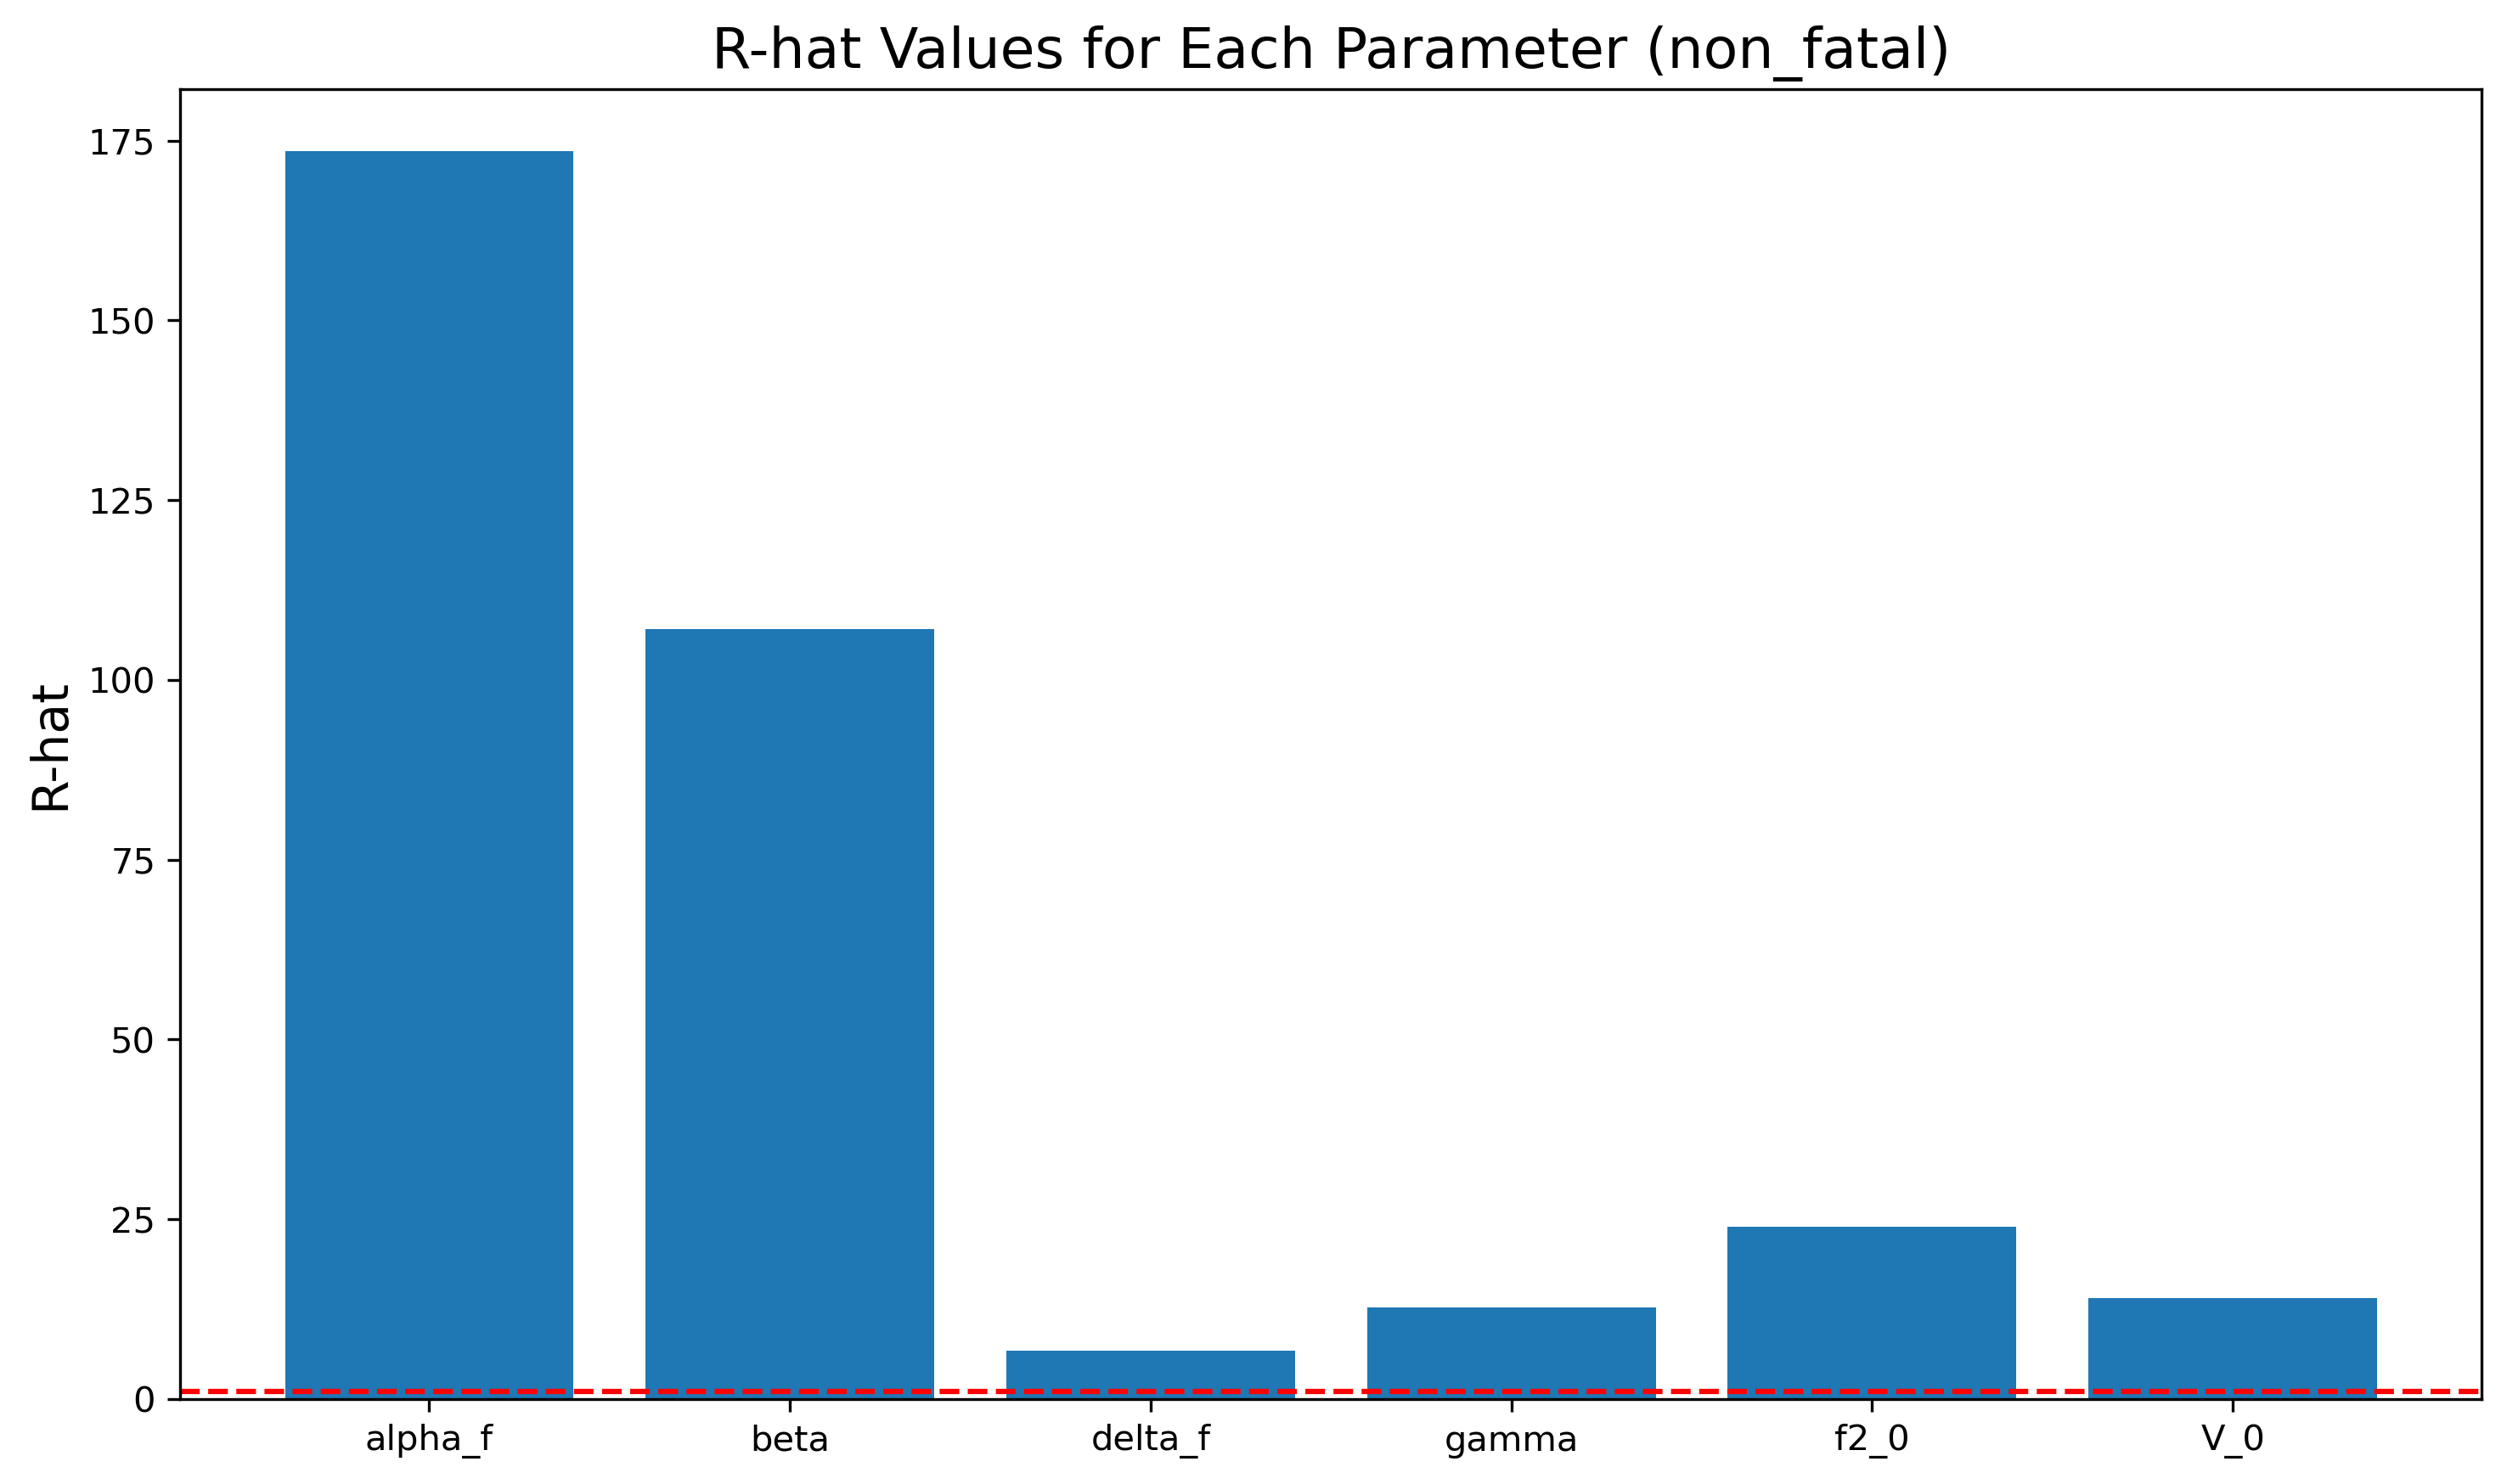 R-hat Values for Each Parameter (non_fatal)
R-hat
175
150
125
100
75
50
25
0
alpha_f beta delta_f gamma f2_0 V_0